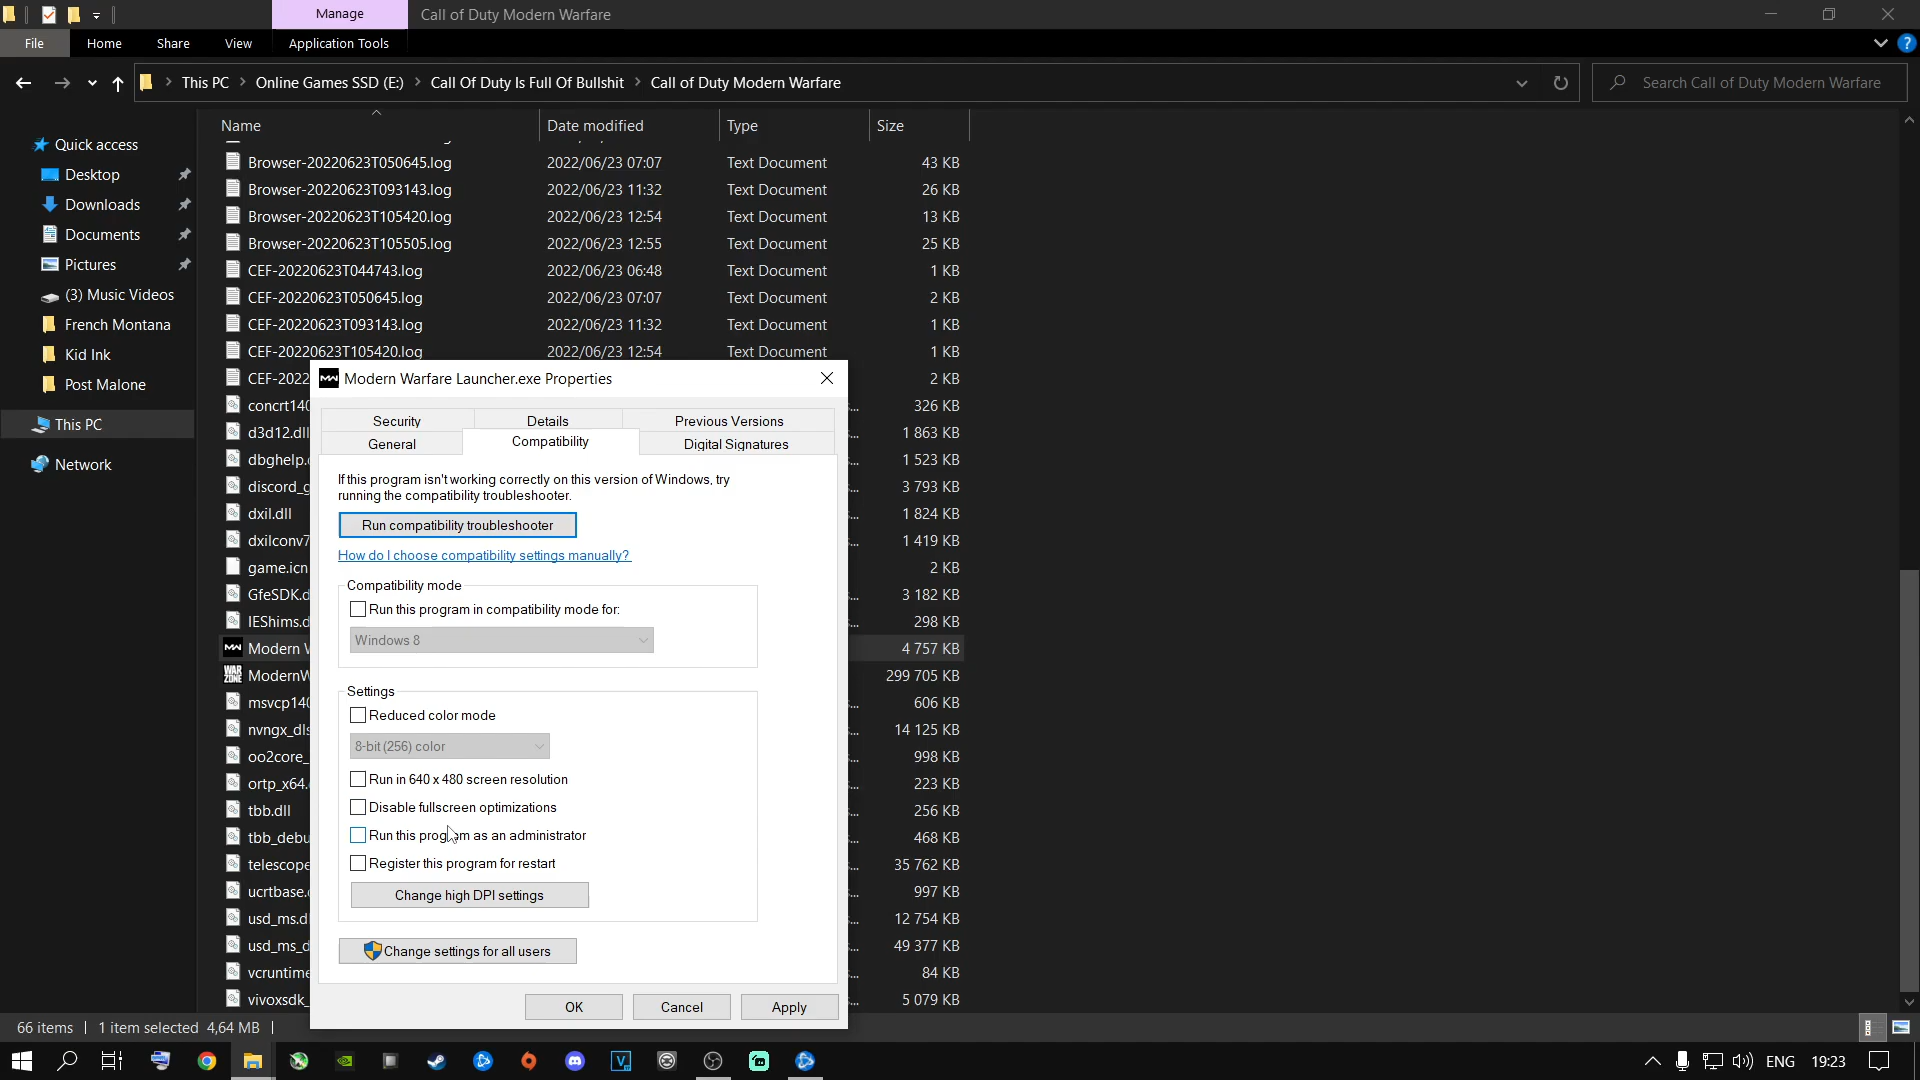 Manage
Call of Duty Modern Warfare
File
Home
Share
View
Application Tools
This PC
Online Games SSD (E:)
Call Of Duty Is Full Of Bullshit
Call of Duty Modern Warfare
Search Call of Duty Modern Warfare
Name
Date modified
Type
Size
Quick access
Desktop
Downloads
Documents
Pictures
(3) Music Videos
French Montana
Kid Ink
Post Malone
This PC
Network
Browser-20220623T050645.log 2022/06/23 07:07 Text Document 43 KB
Browser-20220623T093143.log 2022/06/23 11:32 Text Document 26 KB
Browser-20220623T105420.log 2022/06/23 12:54 Text Document 13 KB
Browser-20220623T105505.log 2022/06/23 12:55 Text Document 25 KB
CEF-20220623T044743.log 2022/06/23 06:48 Text Document 1 KB
CEF-20220623T050645.log 2022/06/23 07:07 Text Document 2 KB
CEF-20220623T093143.log 2022/06/23 11:32 Text Document 1 KB
CEF-20220623T105420.log 2022/06/23 12:54 Text Document 1 KB
CEF-2022 2 KB
concrt140 326 KB
d3d12.dll 1 863 KB
dbghelp. 1 523 KB
discord_g 3 793 KB
dxil.dll 1 824 KB
dxilconv7 1 419 KB
game.icn 2 KB
GfeSDK.d 3 182 KB
IEShims.d 298 KB
Modern W 4 757 KB
ModernW 299 705 KB
msvcp140 606 KB
nvngx_dls 14 125 KB
oo2core_ 998 KB
ortp_x64. 223 KB
tbb.dll 256 KB
tbb_debu 468 KB
telescope 35 762 KB
ucrtbase. 997 KB
usd_ms.d 12 754 KB
usd_ms_d 49 377 KB
vcruntime 84 KB
vivoxsdk_ 5 079 KB
Modern Warfare Launcher.exe Properties
Security
Details
Previous Versions
General
Compatibility
Digital Signatures
If this program isn't working correctly on this version of Windows, try
running the compatibility troubleshooter.
Run compatibility troubleshooter
How do I choose compatibility settings manually?
Compatibility mode
Run this program in compatibility mode for:
Windows 8
Settings
Reduced color mode
8-bit (256) color
Run in 640 x 480 screen resolution
Disable fullscreen optimizations
Run this program as an administrator
Register this program for restart
Change high DPI settings
Change settings for all users
OK
Cancel
Apply
66 items
1 item selected 4,64 MB
ENG
19:23